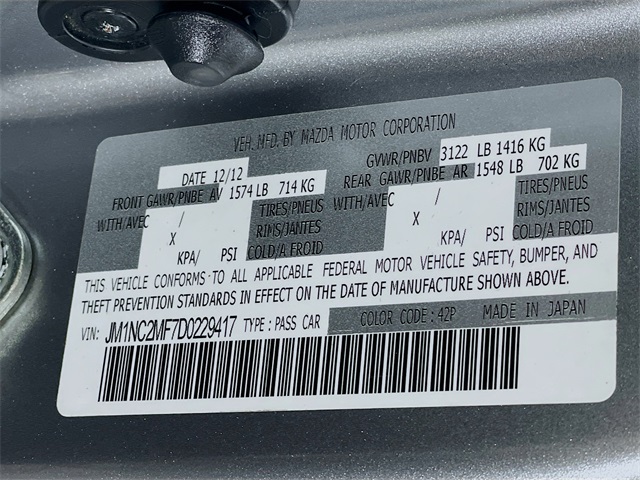 VEH. MFD. BY MAZDA MOTOR CORPORATION
DATE 12/12 GVWR/PNBV 3122 LB 1416 KG
FRONT GAWR/PNBE AV 1574 LB 714 KG REAR GAWR/PNBE AR 1548 LB 702 KG
WITH/AVEC / TIRES/PNEUS WITH/AVEC / TIRES/PNEUS
X RIMS/JANTES X RIMS/JANTES
KPA/ PSI COLD/A FROID KPA/ PSI COLD/A FROID
THIS VEHICLE CONFORMS TO ALL APPLICABLE FEDERAL MOTOR VEHICLE SAFETY, BUMPER, AND
THEFT PREVENTION STANDARDS IN EFFECT ON THE DATE OF MANUFACTURE SHOWN ABOVE.
VIN: JM1NC2MF7D0229417 TYPE : PASS CAR COLOR CODE : 42P MADE IN JAPAN